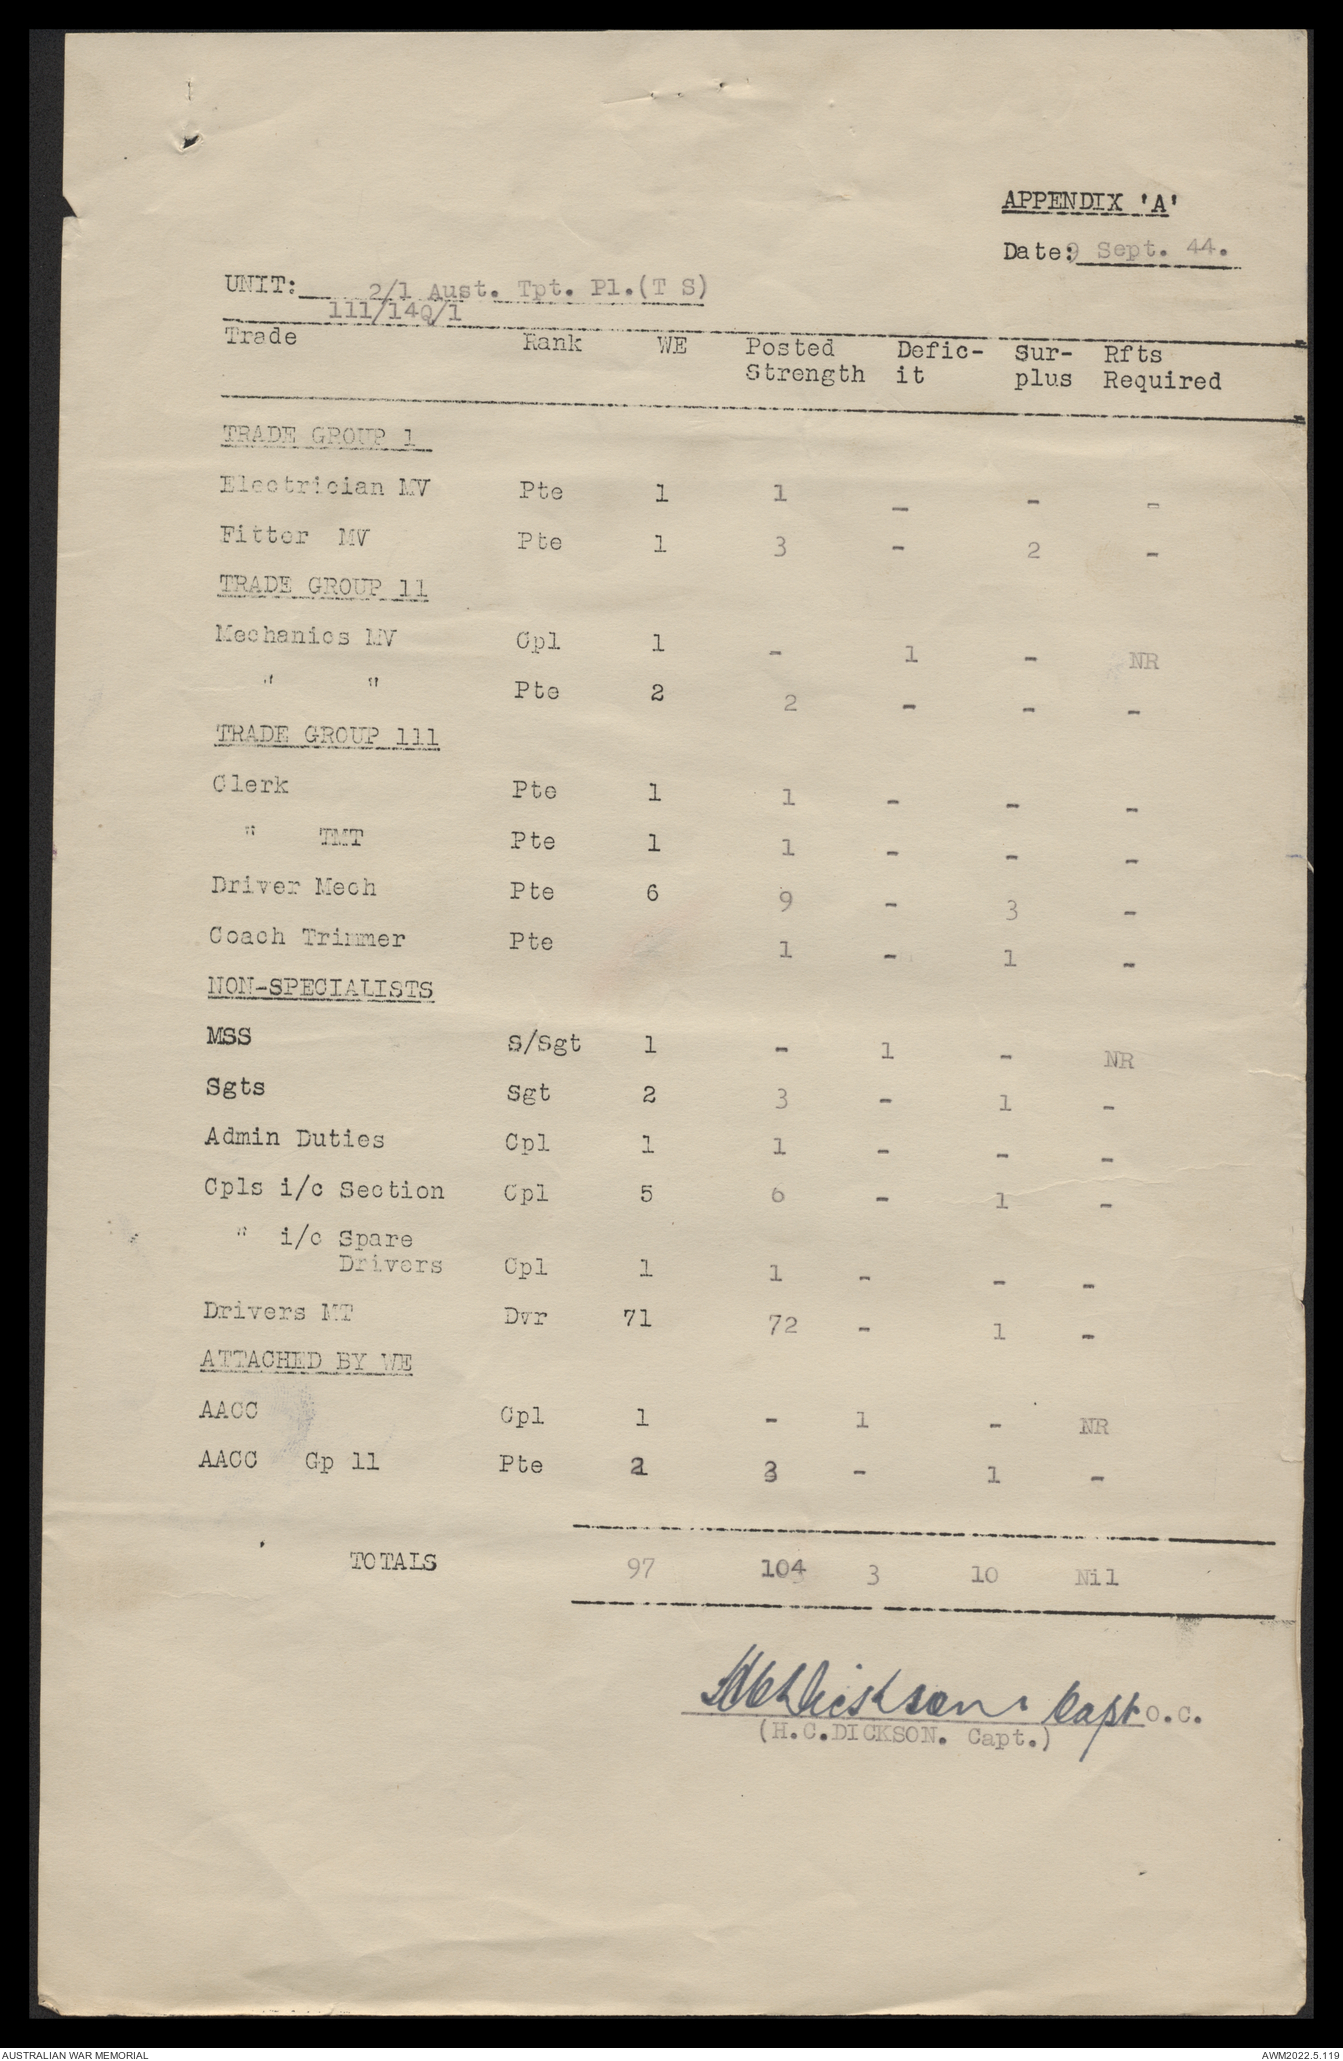 APPENDIX 'A'
Date: 9 Sept. 44.
UNIT: 2/1 Aust. Tpt. Pl.(T S)
111/14Q/1
Trade Rank WE Posted Strength Defic-it Sur-plus Rfts Required
TRADE GROUP 1
Electrician MV Pte 1 1 - - -
Fitter MV Pte 1 3 - 2 -
TRADE GROUP 11
Mechanics MV Cpl 1 - 1 - NR
" " Pte 2 2 - - -
TRADE GROUP 111
Clerk Pte 1 1 - - -
" TMT Pte 1 1 - - -
Driver Mech Pte 6 9 - 3 -
Coach Trimmer Pte 1 - 1 -
NON-SPECIALISTS
MSS S/Sgt 1 - 1 - NR
Sgts Sgt 2 3 - 1 -
Admin Duties Cpl 1 1 - - -
Cpls i/c Section Cpl 5 6 - 1 -
" i/c Spare
Drivers Cpl 1 1 - - -
Drivers MT Dvr 71 72 - 1 -
ATTACHED BY WE
AACC Cpl 1 - 1 - NR
AACC Gp 11 Pte 2 3 - 1 -
TOTALS 97 104 3 10 Nil
HCDickson Capt O.C.
(H.C.DICKSON. Capt.)
AUSTRALIAN WAR MEMORIAL AWM2022.5.119